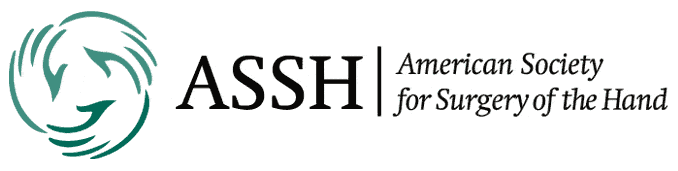 ASSH
American Society
for Surgery of the Hand